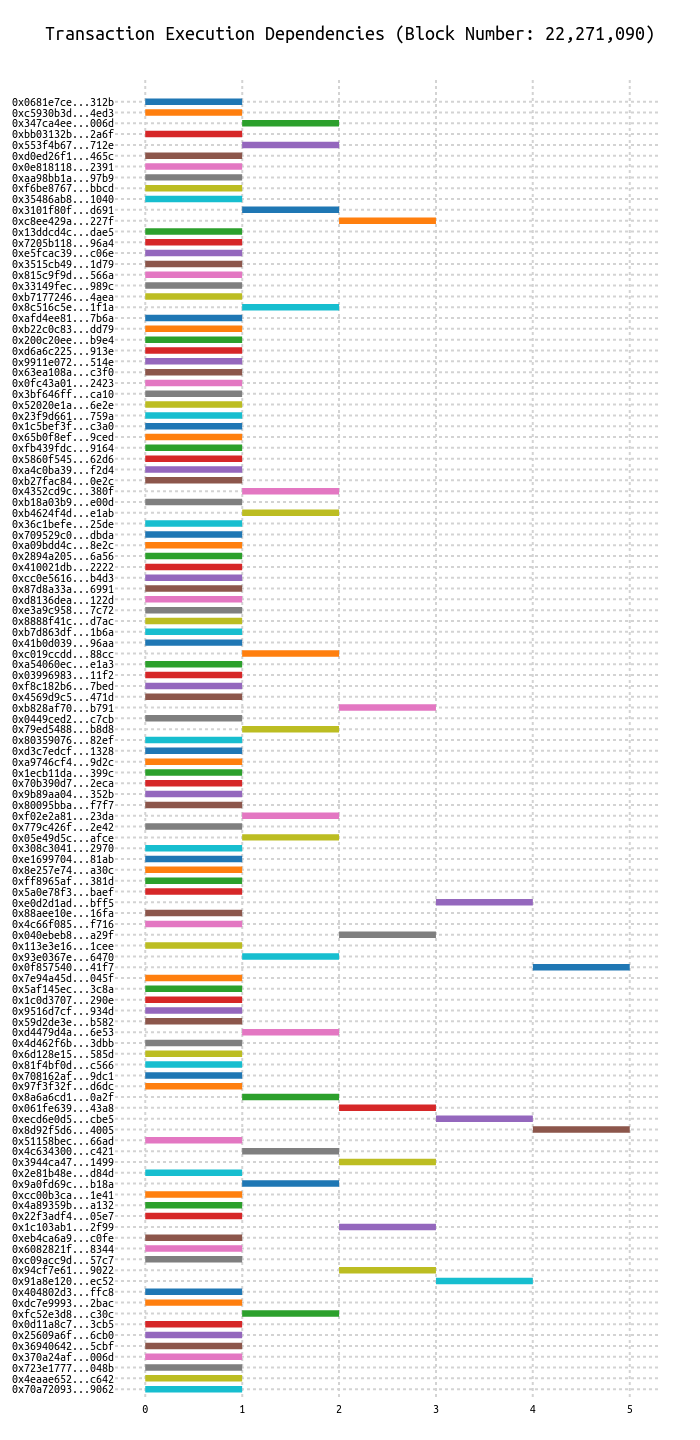 Transaction Execution Dependencies (Block Number: 22,271,090)
0x0681e7ce...312b
0xc5930b3d...4ed3
0x347ca4ee...006d
0xbb03132b...2a6f
0x553f4b67...712e
0xd0ed26f1...465c
0x0e818118...2391
0xaa98bb1a...97b9
0xf6be8767...bbcd
0x35486ab8...1040
0x3101f80f...d691
0xc8ee429a...227f
0x13ddcd4c...dae5
0x7205b118...96a4
0xe5fcac39...c06e
0x3515cb49...1d79
0x815c9f9d...566a
0x33149fec...989c
0xb7177246...4aea
0x8c516c5e...1f1a
0xafd4ee81...7b6a
0xb22c0c83...dd79
0x200c20ee...b9e4
0xd6a6c225...913e
0x9911e072...514e
0x63ea108a...c3f0
0x0fc43a01...2423
0x3bf646ff...ca10
0x52020e1a...6e2e
0x23f9d661...759a
0x1c5bef3f...c3a0
0x65b0f8ef...9ced
0xfb439fdc...9164
0x5860f545...62d6
0xa4c0ba39...f2d4
0xb27fac84...0e2c
0x4352cd9c...380f
0xb18a03b9...e00d
0xb4624f4d...e1ab
0x36c1befe...25de
0x709529c0...dbda
0xa09bdd4c...8e2c
0x2894a205...6a56
0x410021db...2222
0xcc0e5616...b4d3
0x87d8a33a...6991
0xd8136dea...122d
0xe3a9c958...7c72
0x8888f41c...d7ac
0xb7d863df...1b6a
0x41b0d039...96aa
0xc019ccdd...88cc
0xa54060ec...e1a3
0x03996983...11f2
0xf8c182b6...7bed
0x4569d9c5...471d
0xb828af70...b791
0x0449ced2...c7cb
0x79ed5488...b8d8
0x80359076...82ef
0xd3c7edcf...1328
0xa9746cf4...9d2c
0x1ecb11da...399c
0x70b390d7...2eca
0x9b89aa04...352b
0x80095bba...f7f7
0xf02e2a81...23da
0x779c426f...2e42
0x05e49d5c...afce
0x308c3041...2970
0xe1699704...81ab
0x8e257e74...a30c
0xff8965af...381d
0x5a0e78f3...baef
0xe0d2d1ad...bff5
0x88aee10e...16fa
0x4c66f085...f716
0x040ebeb8...a29f
0x113e3e16...1cee
0x93e0367e...6470
0x0f857540...41f7
0x7e94a45d...045f
0x5af145ec...3c8a
0x1c0d3707...290e
0x9516d7cf...934d
0x59d2de3e...b582
0xd4479d4a...6e53
0x4d462f6b...3dbb
0x6d128e15...585d
0x81f4bf0d...c566
0x708162af...9dc1
0x97f3f32f...d6dc
0x8a6a6cd1...0a2f
0x061fe639...43a8
0xecd6e0d5...cbe5
0x8d92f5d6...4005
0x51158bec...66ad
0x4c634300...c421
0x3944ca47...1499
0x2e81b48e...d84d
0x9a0fd69c...b18a
0xcc00b3ca...1e41
0x4a89359b...a132
0x22f3adf4...05e7
0x1c103ab1...2f99
0xeb4ca6a9...c0fe
0x6082821f...8344
0xc09acc9d...57c7
0x94cf7e61...9022
0x91a8e120...ec52
0x404802d3...ffc8
0xdc7e9993...2bac
0xfc52e3d8...c30c
0x0d11a8c7...3cb5
0x25609a6f...6cb0
0x36940642...5cbf
0x370a24af...006d
0x723e1777...048b
0x4eaae652...c642
0x70a72093...9062
0 1 2 3 4 5